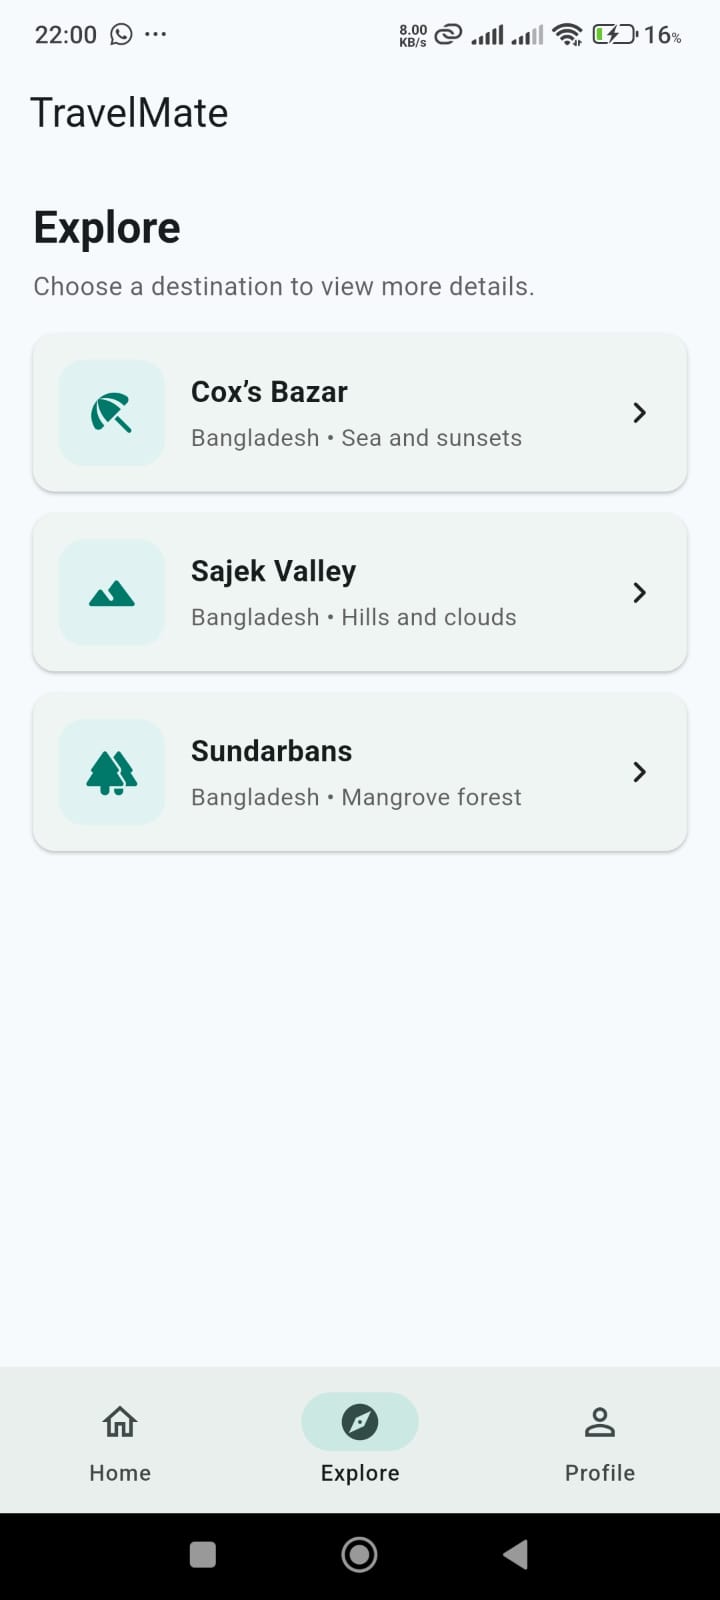 22:00 ... 8.00 KB/s 16%
TravelMate
Explore
Choose a destination to view more details.
Cox’s Bazar
Bangladesh • Sea and sunsets
Sajek Valley
Bangladesh • Hills and clouds
Sundarbans
Bangladesh • Mangrove forest
Home Explore Profile